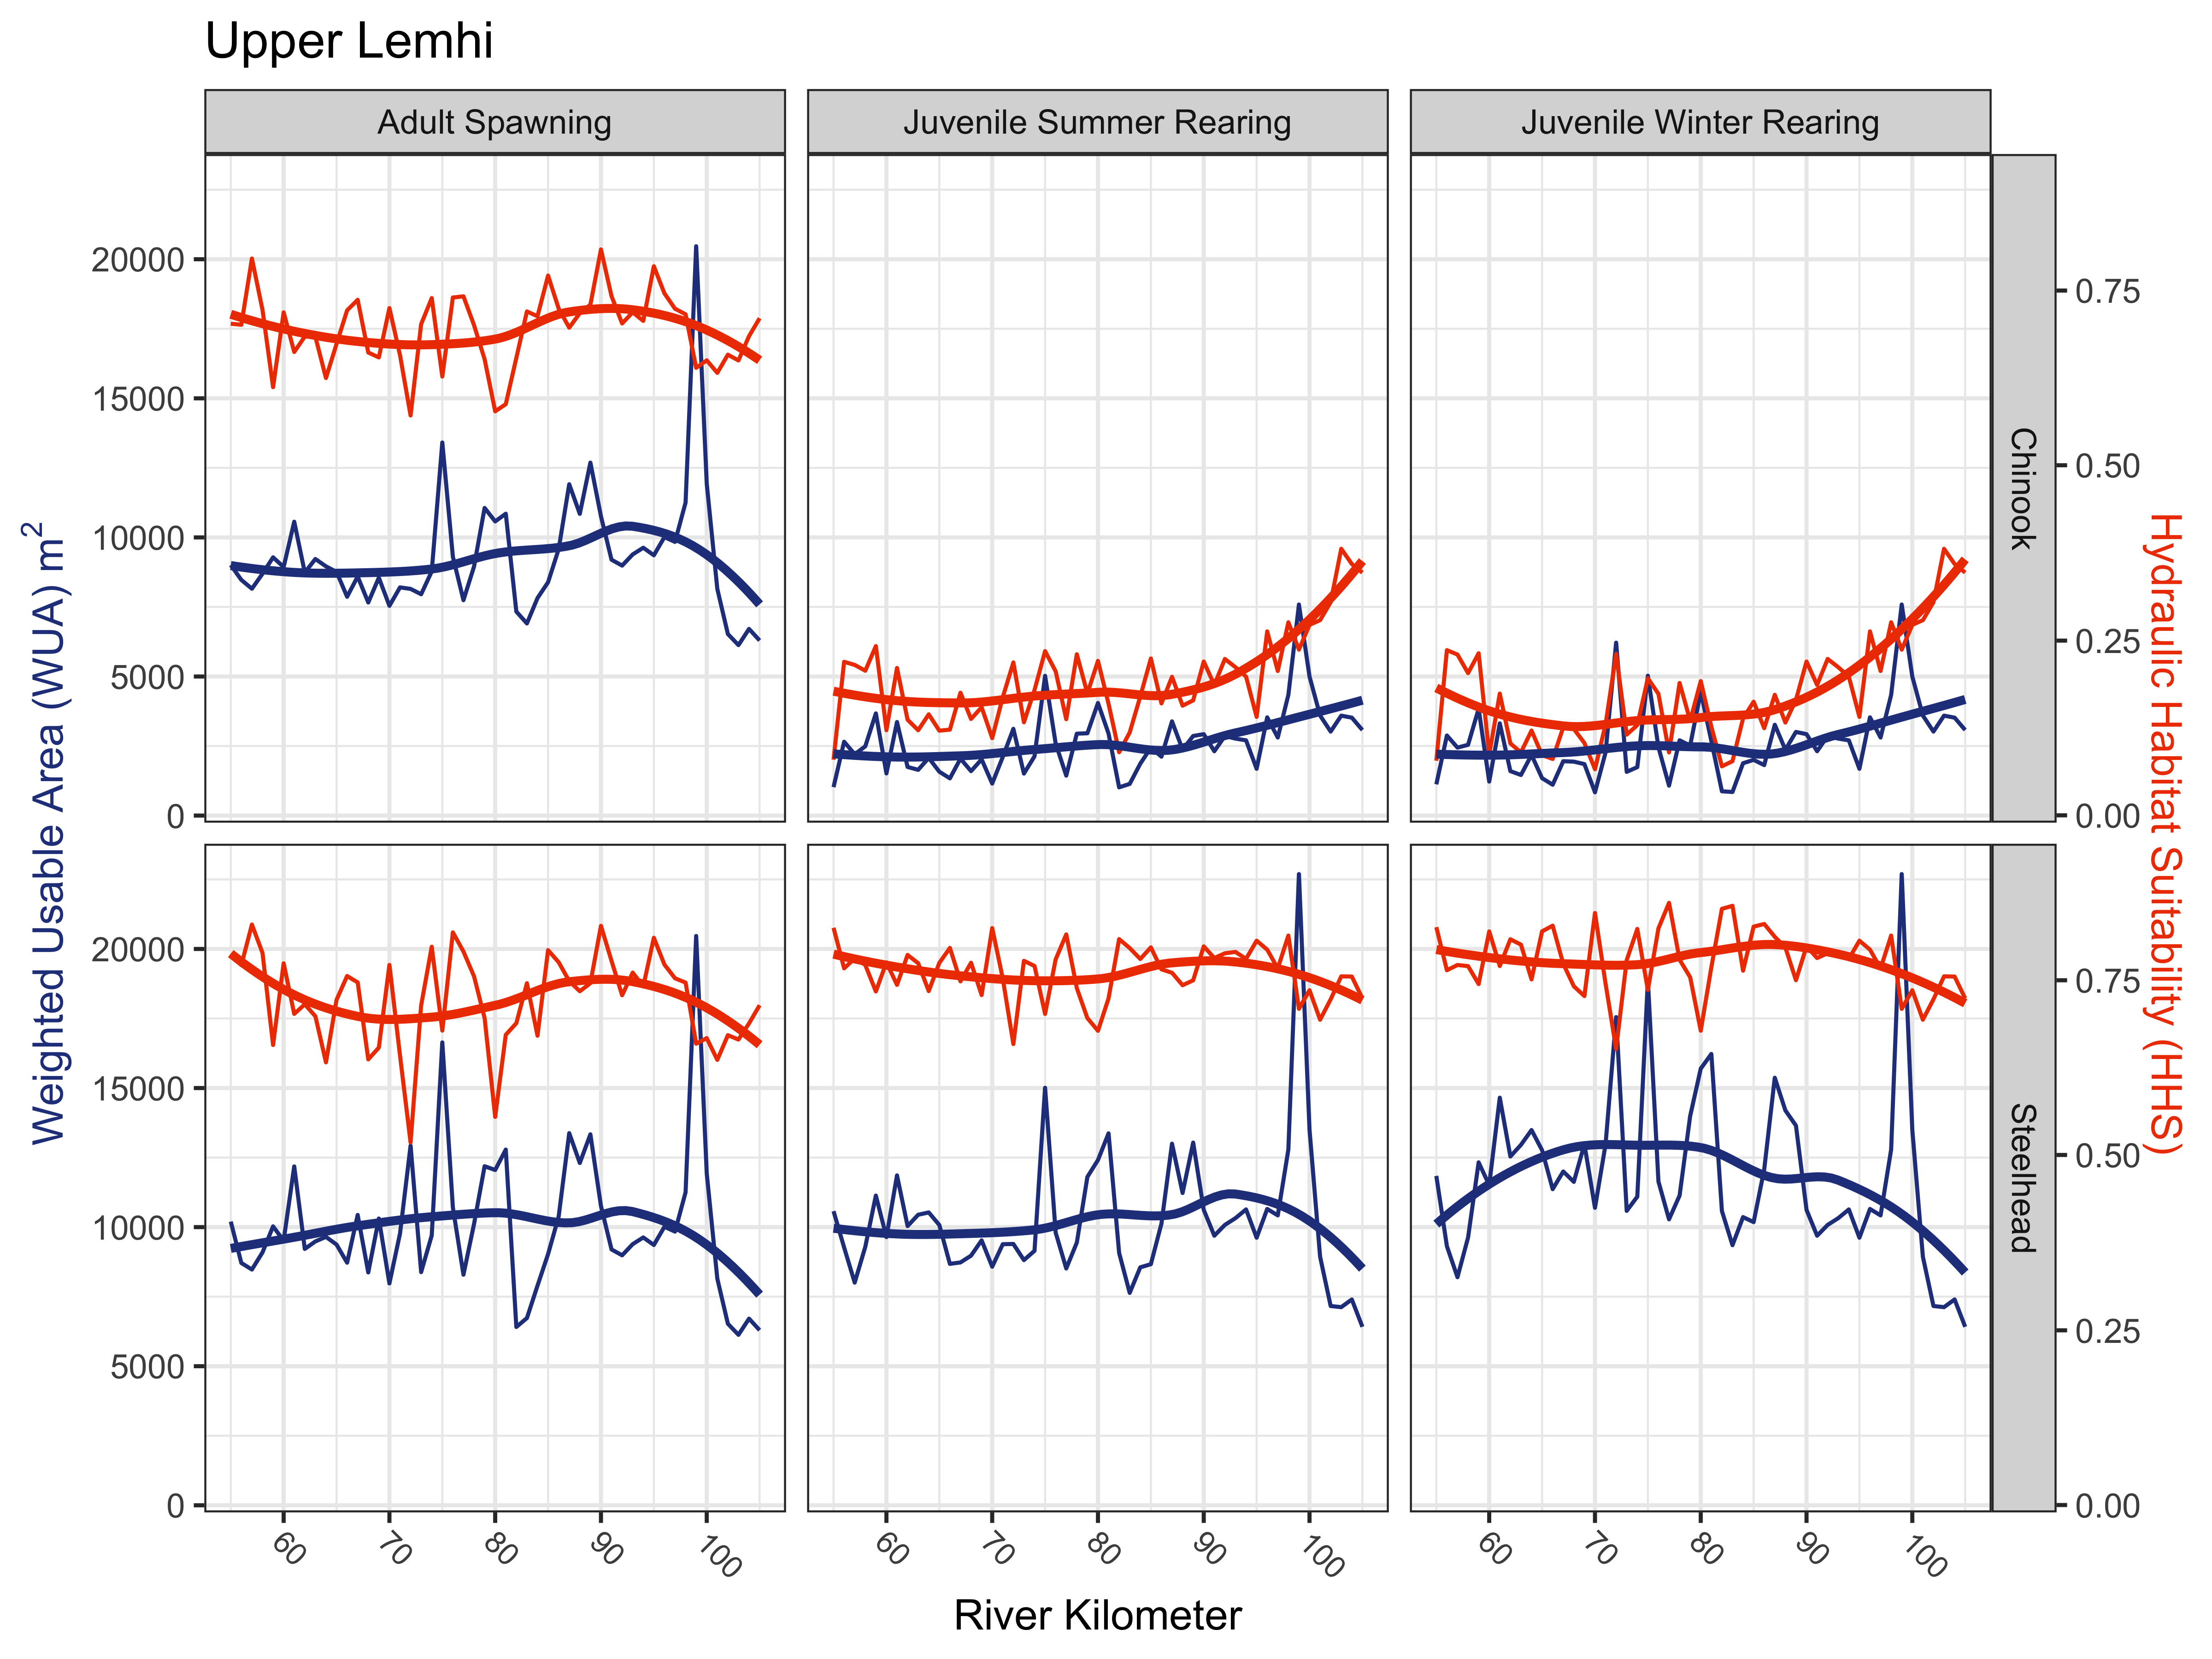 Upper Lemhi
Adult Spawning
Juvenile Summer Rearing
Juvenile Winter Rearing
Weighted Usable Area (WUA) m²
20000
15000
10000
5000
0
Chinook
0.75
0.50
0.25
0.00
20000
15000
10000
5000
0
Steelhead
0.75
0.50
0.25
0.00
Hydraulic Habitat Suitability (HHS)
60 70 80 90 100
60 70 80 90 100
60 70 80 90 100
River Kilometer